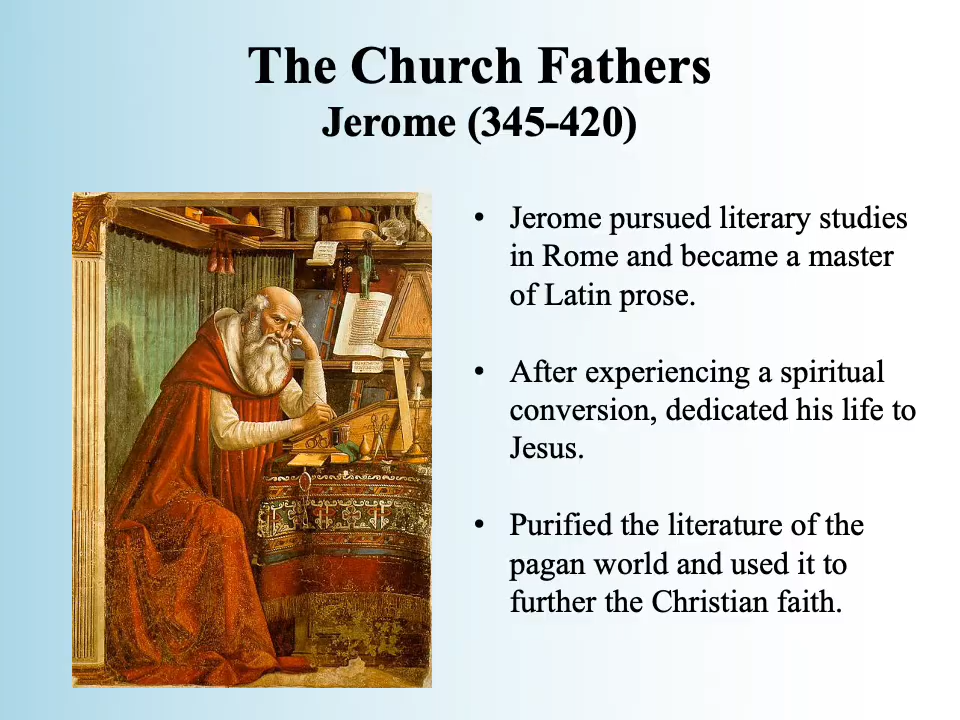 The Church Fathers
Jerome (345-420)
• Jerome pursued literary studies
in Rome and became a master
of Latin prose.
• After experiencing a spiritual
conversion, dedicated his life to
Jesus.
• Purified the literature of the
pagan world and used it to
further the Christian faith.